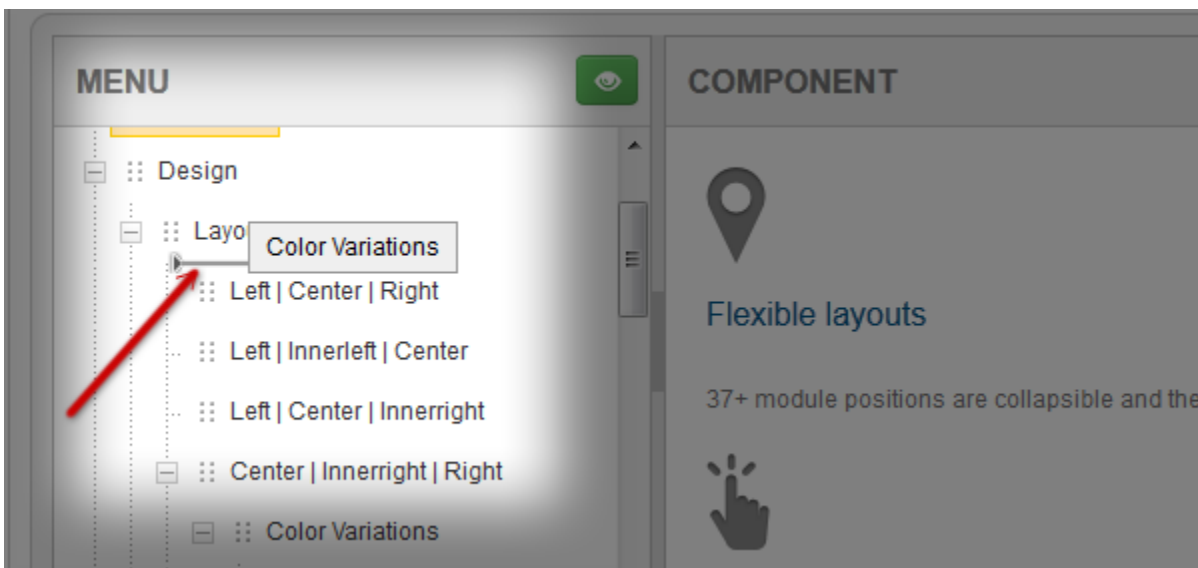 MENU
COMPONENT
Design
Layo
Color Variations
Left | Center | Right
Left | Innerleft | Center
Left | Center | Innerright
Center | Innerright | Right
Color Variations
Flexible layouts
37+ module positions are collapsible and the